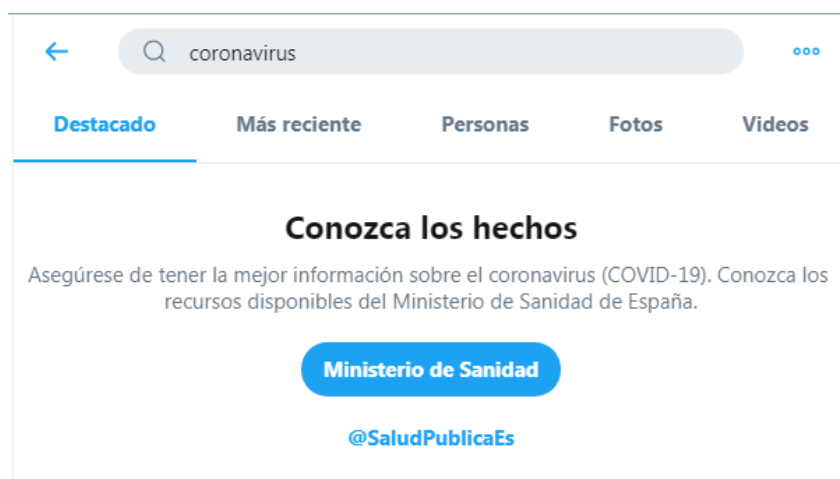 coronavirus
Destacado Más reciente Personas Fotos Videos
Conozca los hechos
Asegúrese de tener la mejor información sobre el coronavirus (COVID-19). Conozca los
recursos disponibles del Ministerio de Sanidad de España.
Ministerio de Sanidad
@SaludPublicaEs